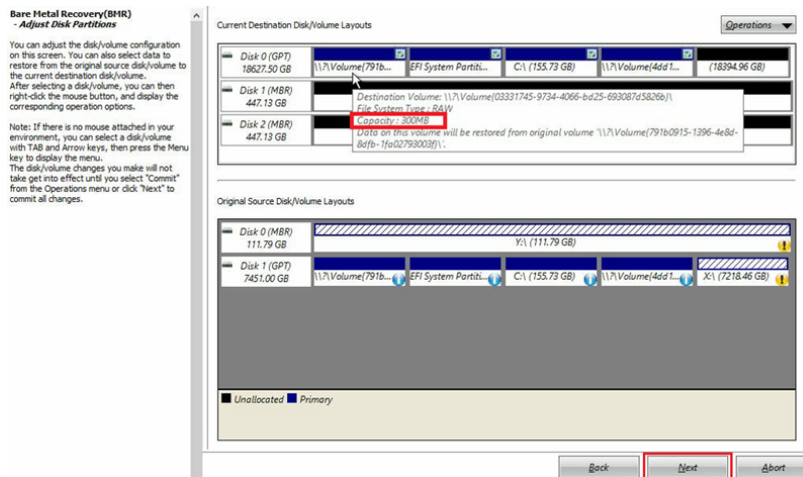 Bare Metal Recovery(BMR)
- Adjust Disk Partitions
You can adjust the disk/volume configuration
on this screen. You can also select data to
restore from the original source disk/volume to
the current destination disk/volume.
After selecting a disk/volume, you can then
right-click the mouse button, and display the
corresponding operation options.
Note: If there is no mouse attached in your
environment, you can select a disk/volume
with TAB and Arrow keys, then press the Menu
key to display the menu.
The disk/volume changes you make will not
take get into effect until you select "Commit"
from the Operations menu or click "Next" to
commit all changes.
Current Destination Disk/Volume Layouts
Operations
Disk 0 (GPT)
18627.50 GB
\\?\Volume{791b...
EFI System Partiti...
C:\ (155.73 GB)
\\?\Volume{4dd1...
(18394.96 GB)
Disk 1 (MBR)
447.13 GB
Disk 2 (MBR)
447.13 GB
Destination Volume: \\?\Volume{03331745-9734-4066-bd25-693087d5826b}\
File System Type : RAW
Capacity : 300MB
Data on this volume will be restored from original volume '\\?\Volume{791b0915-1396-4e8d-
8dfb-1fa02793003f}\'.
Original Source Disk/Volume Layouts
Disk 0 (MBR)
111.79 GB
Y:\ (111.79 GB)
Disk 1 (GPT)
7451.00 GB
\\?\Volume{791b...
EFI System Partiti...
C:\ (155.73 GB)
\\?\Volume{4dd1...
X:\ (7218.46 GB)
Unallocated Primary
Back Next Abort